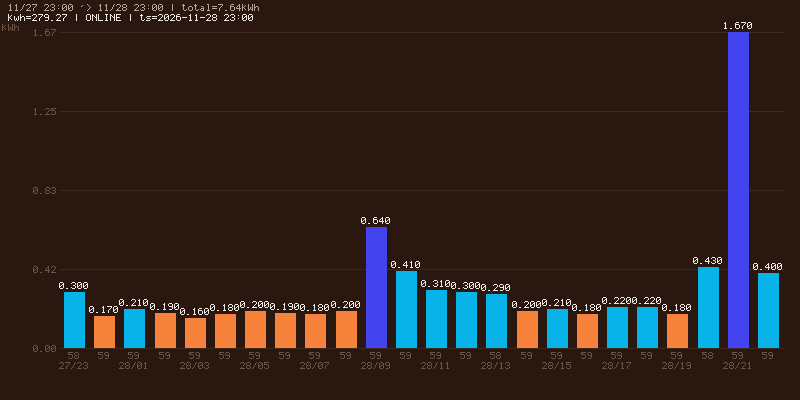 11/27 23:00 -> 11/28 23:00 | total=7.64kWh
Kwh=279.27 | ONLINE | ts=2026-11-28 23:00
kWh
1.67
1.25
0.83
0.42
0.00
0.300 0.170 0.210 0.190 0.160 0.180 0.200 0.190 0.180 0.200 0.640 0.410 0.310 0.300 0.290 0.200 0.210 0.180 0.220 0.220 0.180 0.430 1.670 0.400
58 59 59 59 59 59 59 59 59 59 59 59 59 59 58 59 59 59 59 59 59 58 59 59
27/23 28/01 28/03 28/05 28/07 28/09 28/11 28/13 28/15 28/17 28/19 28/21